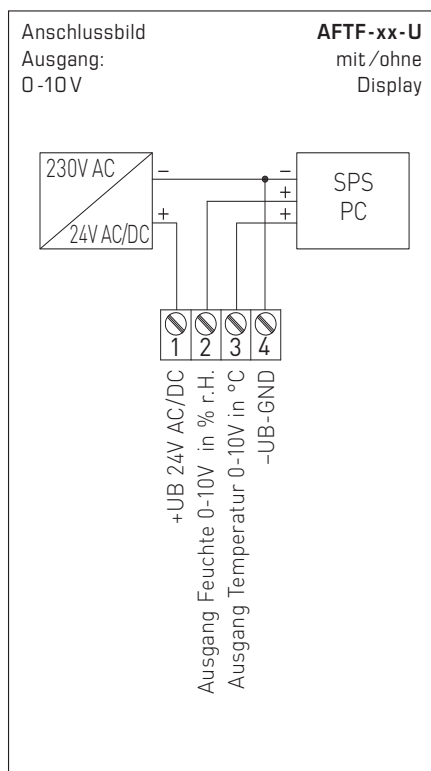 Anschlussbild
Ausgang:
0-10 V
AFTF-xx-U
mit/ohne
Display
230V AC
24V AC/DC
–
+
–
+
+
SPS
PC
1
2
3
4
+UB 24V AC/DC
Ausgang Feuchte 0-10V in % r.H.
Ausgang Temperatur 0-10V in °C
–UB-GND